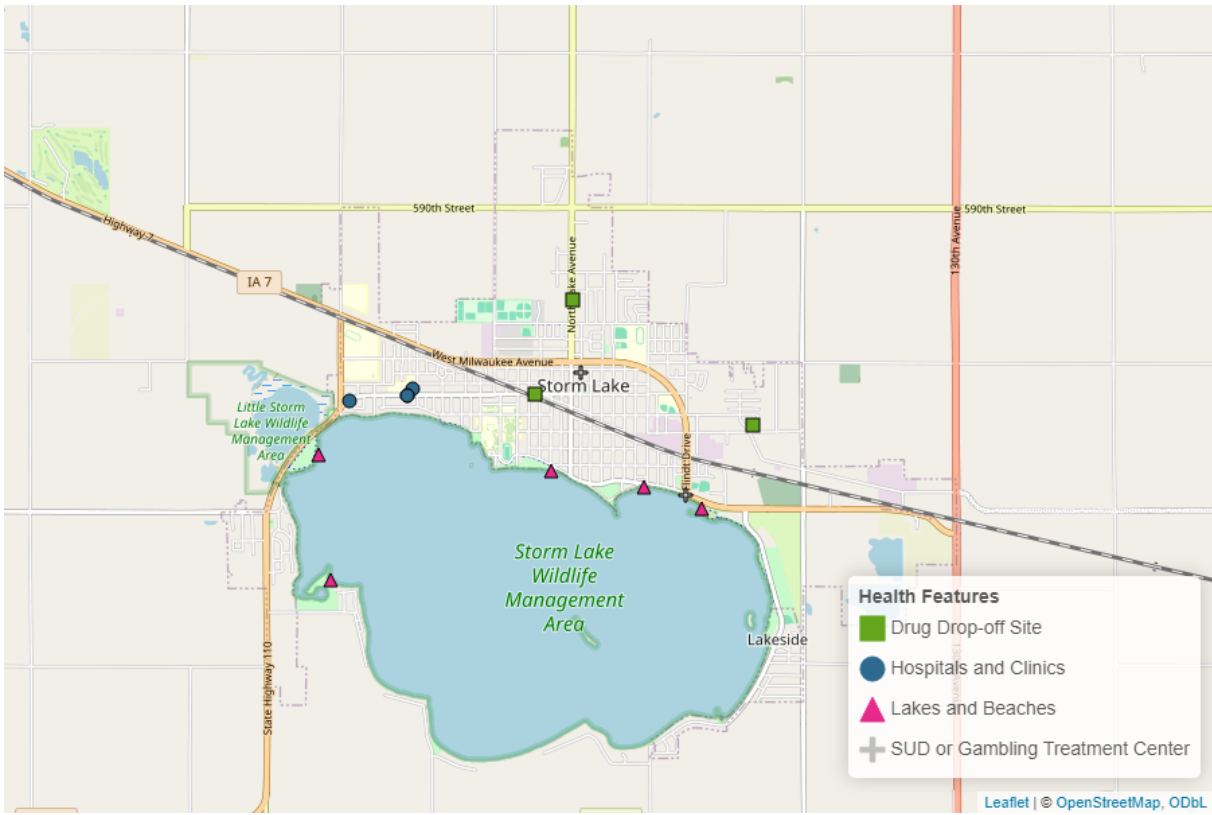 590th Street
590th Street
Highway 7
IA 7
North Lake Avenue
130th Avenue
West Milwaukee Avenue
Storm Lake
Little Storm
Lake Wildlife
Management
Area
Flindt Drive
Storm Lake
Wildlife
Management
Area
Lakeside
State Highway 110
Health Features
Drug Drop-off Site
Hospitals and Clinics
Lakes and Beaches
SUD or Gambling Treatment Center
Leaflet | © OpenStreetMap, ODbL